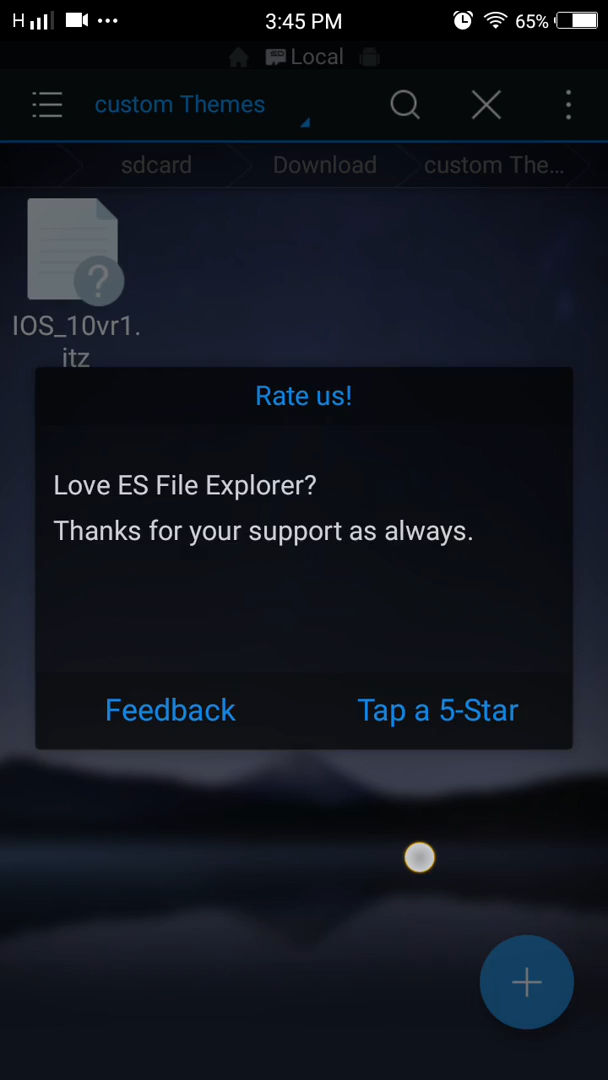 H 3:45 PM 65%
Local
custom Themes
sdcard Download custom The...
IOS_10vr1.
itz
Rate us!
Love ES File Explorer?
Thanks for your support as always.
Feedback Tap a 5-Star